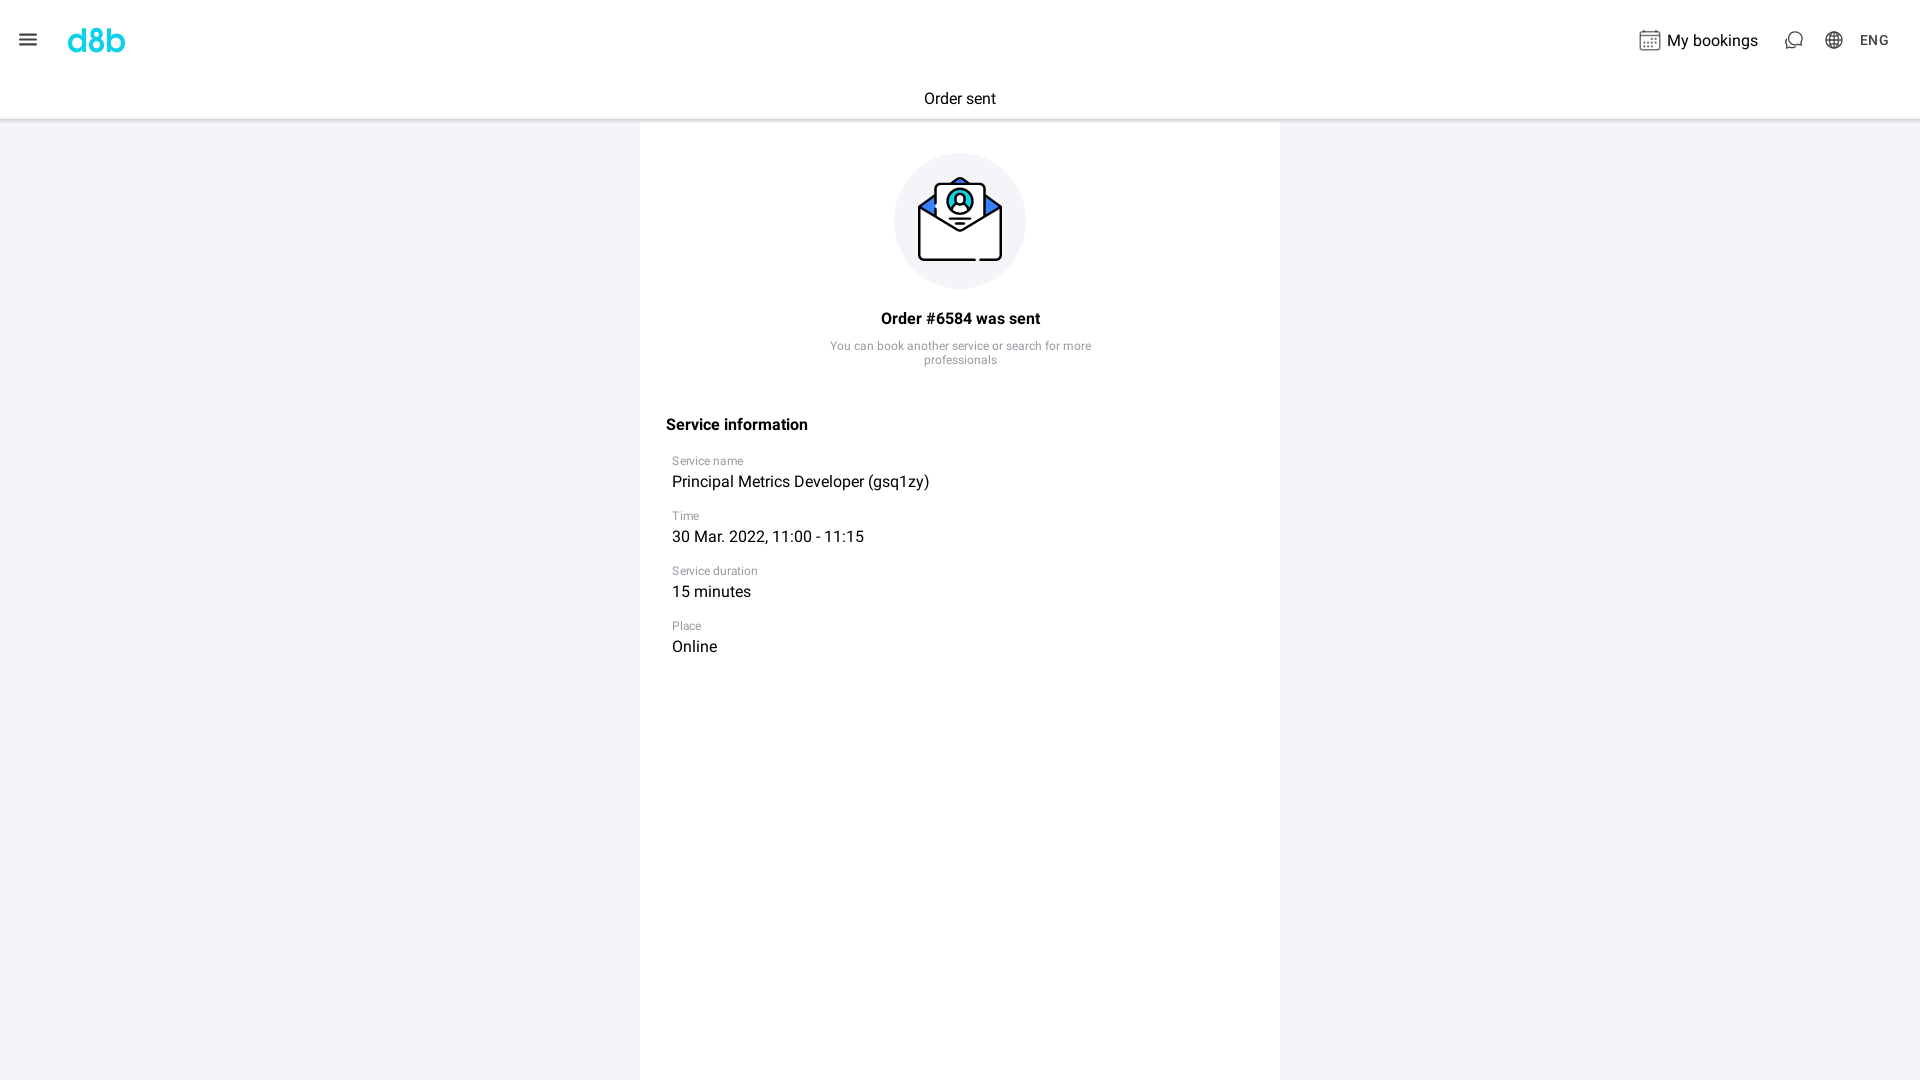 d8b
My bookings
ENG
Order sent
Order #6584 was sent
You can book another service or search for more
professionals
Service information
Service name
Principal Metrics Developer (gsq1zy)
Time
30 Mar. 2022, 11:00 - 11:15
Service duration
15 minutes
Place
Online